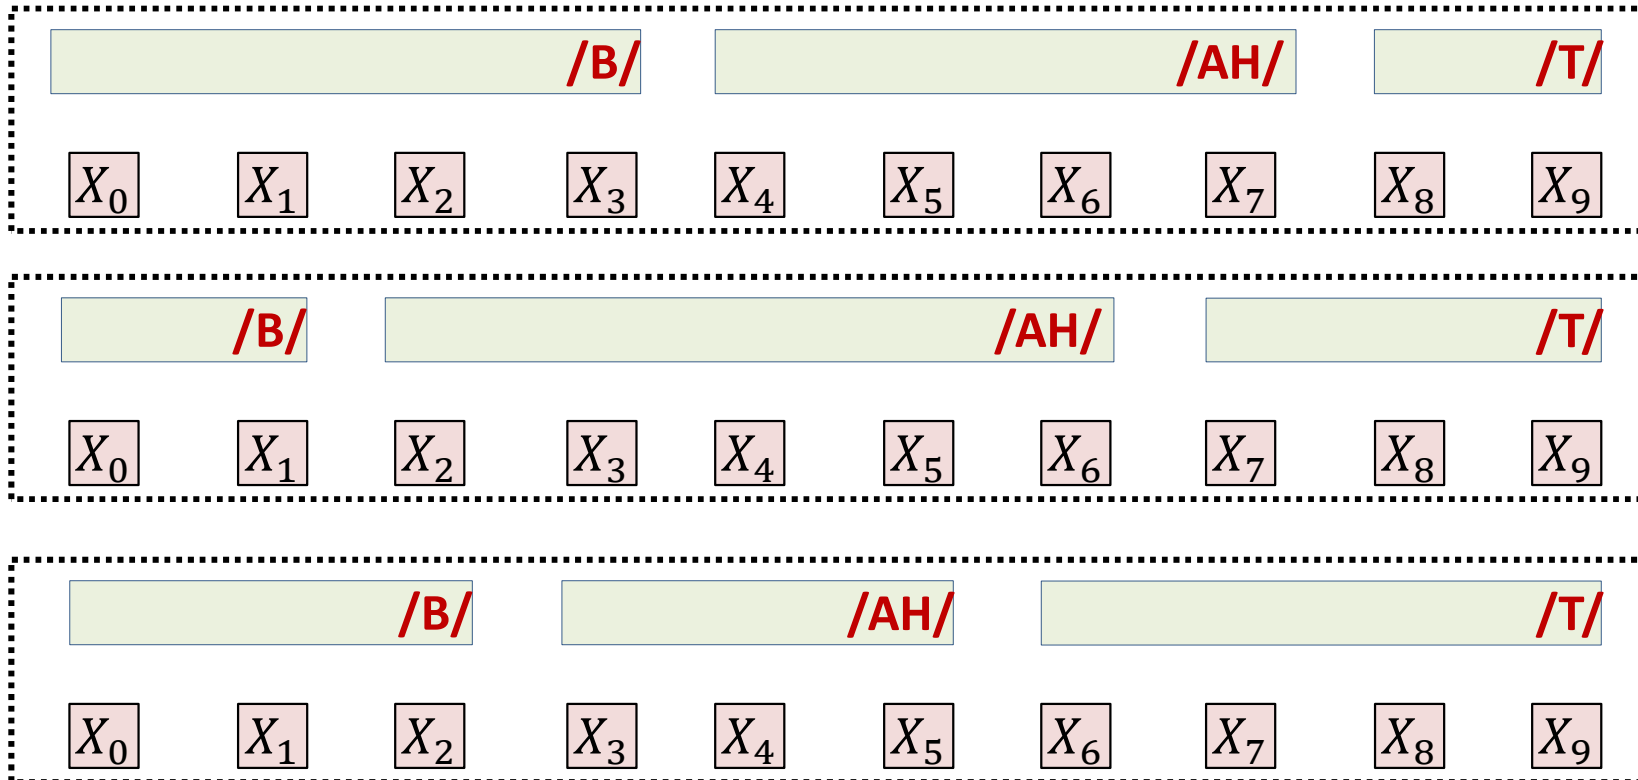 /B/ /AH/ /T/
X₀ X₁ X₂ X₃ X₄ X₅ X₆ X₇ X₈ X₉
/B/ /AH/ /T/
X₀ X₁ X₂ X₃ X₄ X₅ X₆ X₇ X₈ X₉
/B/ /AH/ /T/
X₀ X₁ X₂ X₃ X₄ X₅ X₆ X₇ X₈ X₉